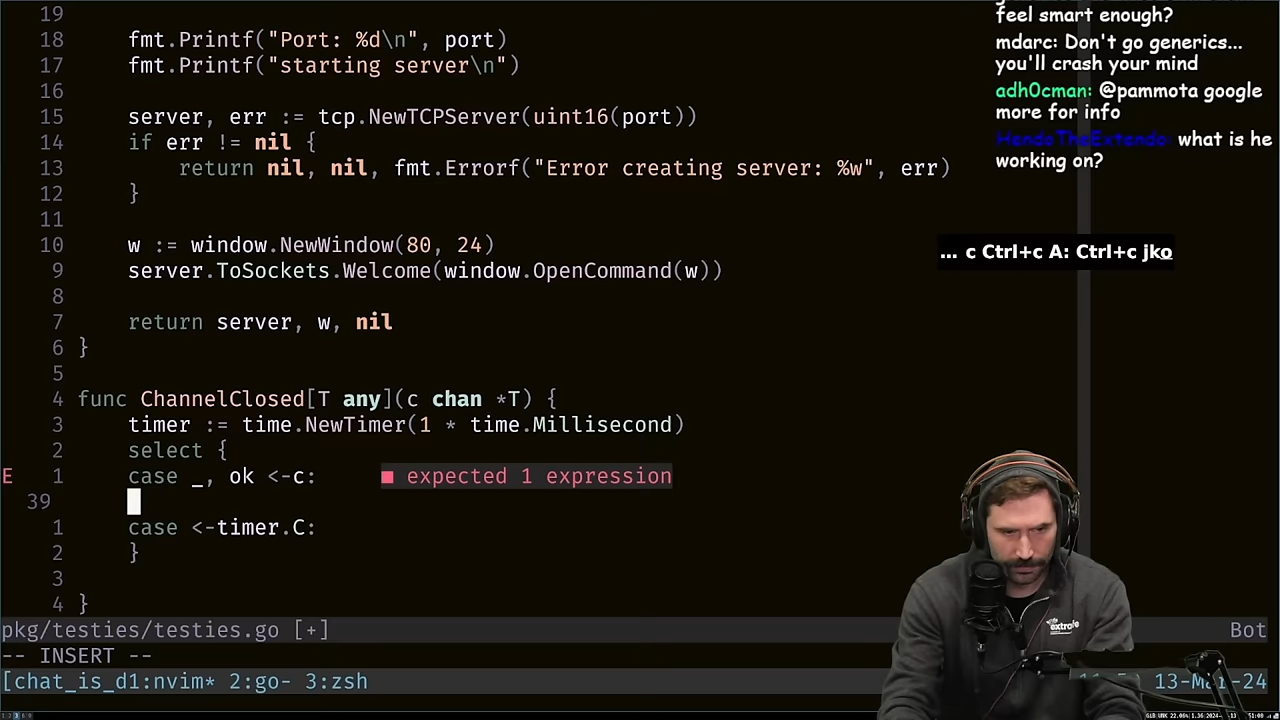 feel smart enough?
mdarc: Don't go generics...
you'll crash your mind
adh0cman: @pammota google
more for info
HendoTheExtendo: what is he
working on?
... c Ctrl+c A: Ctrl+c jko
19
18 fmt.Printf("Port: %d\n", port)
17 fmt.Printf("starting server\n")
16
15 server, err := tcp.NewTCPServer(uint16(port))
14 if err != nil {
13 return nil, nil, fmt.Errorf("Error creating server: %w", err)
12 }
11
10 w := window.NewWindow(80, 24)
9 server.ToSockets.Welcome(window.OpenCommand(w))
8
7 return server, w, nil
6 }
5
4 func ChannelClosed[T any](c chan *T) {
3 timer := time.NewTimer(1 * time.Millisecond)
2 select {
E 1 case _, ok <-c: ■ expected 1 expression
39
1 case <-timer.C:
2 }
3
4 }
pkg/testies/testies.go [+] Bot
-- INSERT --
[chat_is_d1:nvim* 2:go- 3:zsh 13-Mar-24
extrafe